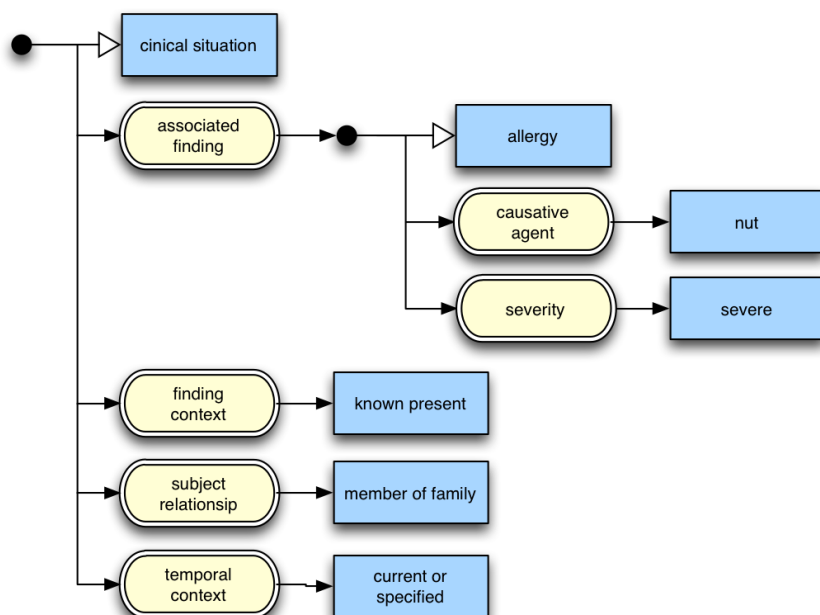 cinical situation
associated
finding
allergy
causative
agent
nut
severity
severe
finding
context
known present
subject
relationsip
member of family
temporal
context
current or
specified